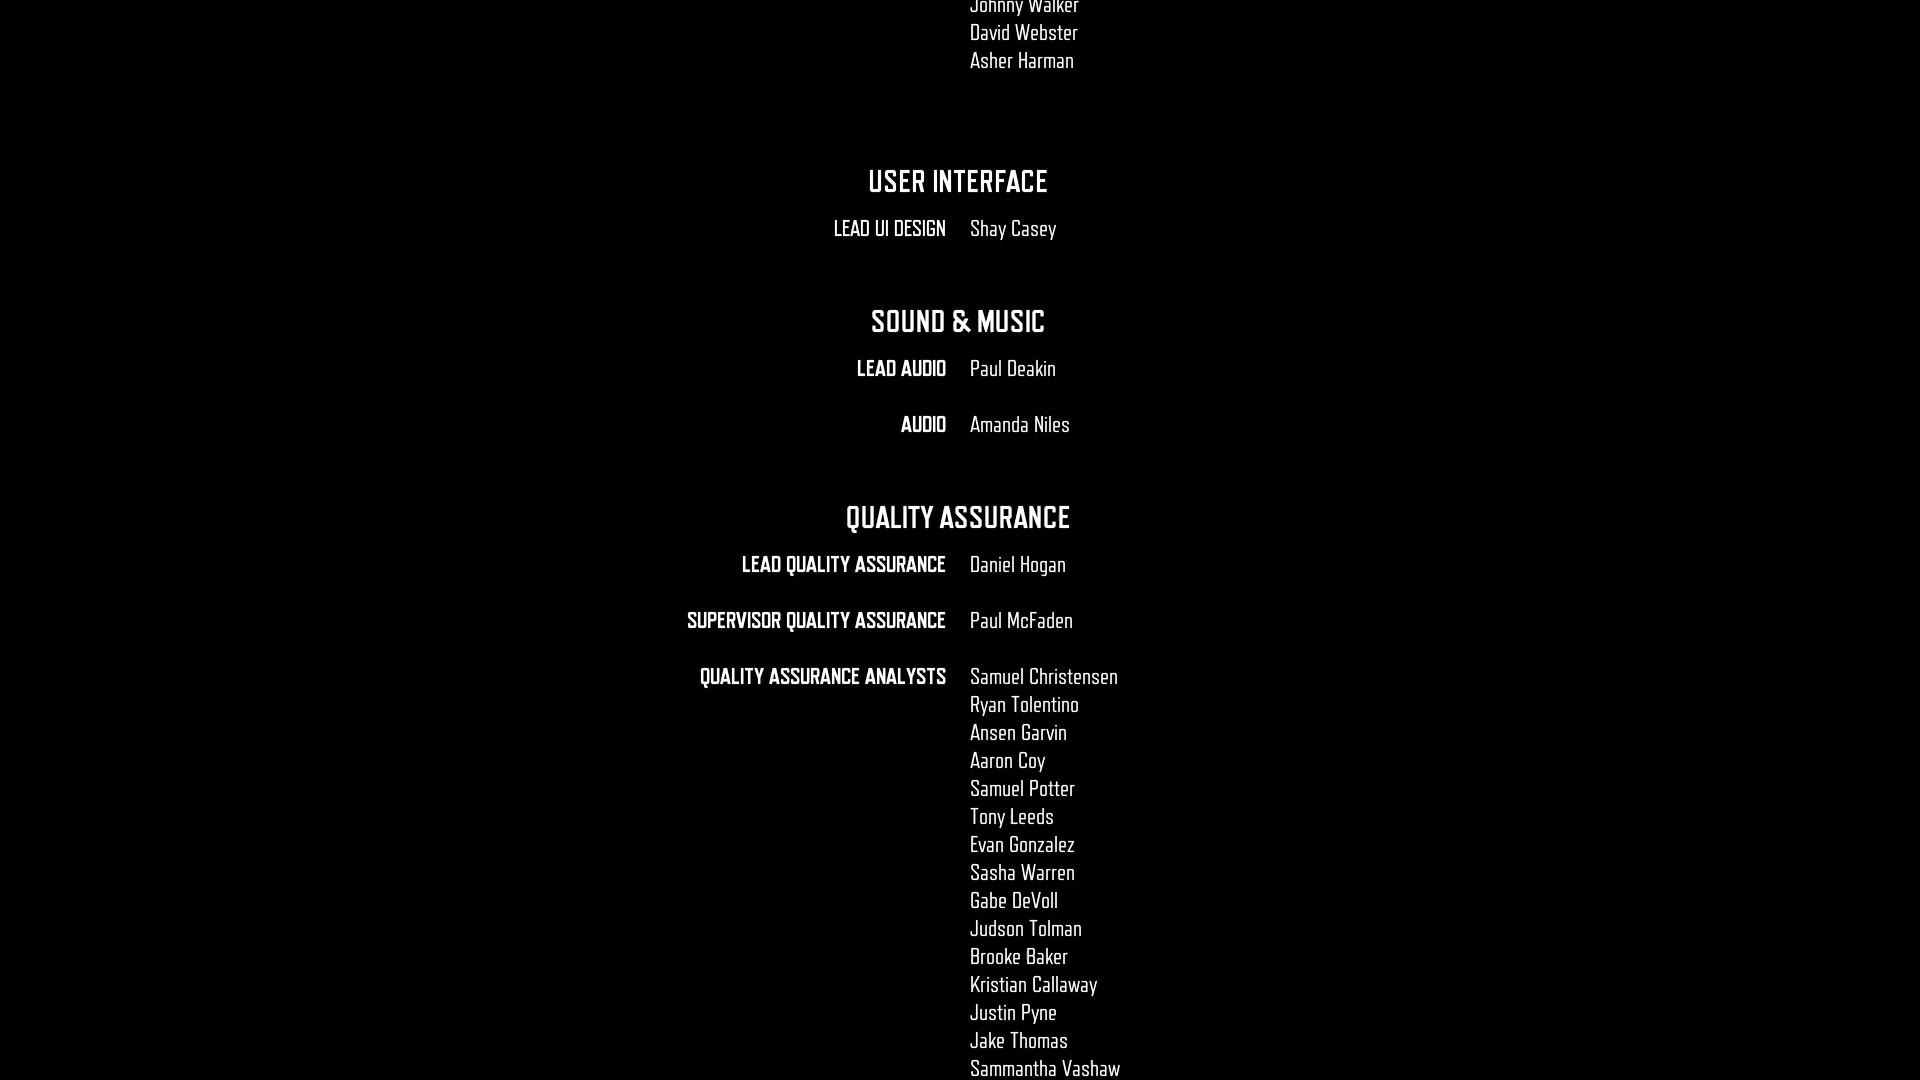 Johnny Walker
David Webster
Asher Harman
USER INTERFACE
LEAD UI DESIGN Shay Casey
SOUND & MUSIC
LEAD AUDIO Paul Deakin
AUDIO Amanda Niles
QUALITY ASSURANCE
LEAD QUALITY ASSURANCE Daniel Hogan
SUPERVISOR QUALITY ASSURANCE Paul McFaden
QUALITY ASSURANCE ANALYSTS Samuel Christensen
Ryan Tolentino
Ansen Garvin
Aaron Coy
Samuel Potter
Tony Leeds
Evan Gonzalez
Sasha Warren
Gabe DeVoll
Judson Tolman
Brooke Baker
Kristian Callaway
Justin Pyne
Jake Thomas
Sammantha Vashaw